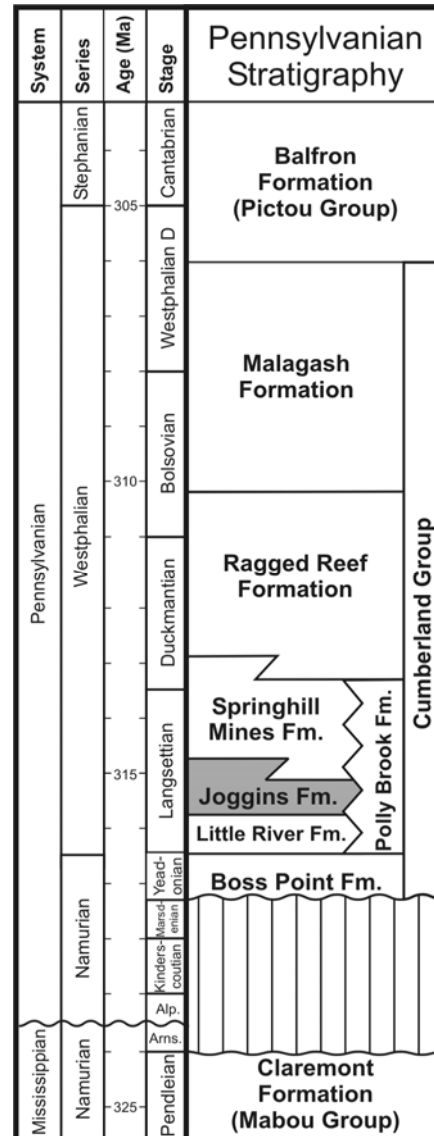 System
Series
Age (Ma)
Stage
Pennsylvanian
Stratigraphy
Pennsylvanian
Mississippian
Stephanian
Westphalian
Namurian
Namurian
305
310
315
325
Cantabrian
Westphalian D
Bolsovian
Duckmantian
Langsettian
Yead-
onian
Marsd-
enian
Kinders-
coutian
Alp.
Arns.
Pendleian
Balfron
Formation
(Pictou Group)
Malagash
Formation
Ragged Reef
Formation
Springhill
Mines Fm.
Joggins Fm.
Little River Fm.
Polly Brook Fm.
Boss Point Fm.
Cumberland Group
Claremont
Formation
(Mabou Group)